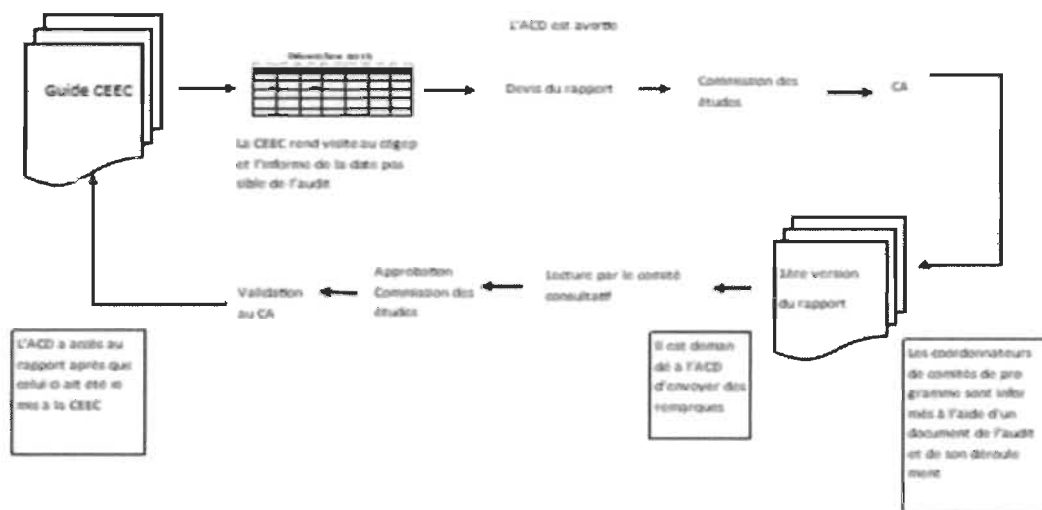 L'ACD est avertie
Guide CEEC
Décembre
Devis du rapport
Commission des
études
CA
La CEEC rend visite au cégep
et l'informe de la date pos
sible de l'audit
1ère version
du rapport
Lecture par le comité
consultatif
Approbation
Commission des
études
Validation
au CA
L'ACD a accès au
rapport après que
celui ci ait été re
mis à la CEEC
Il est deman
dé à l'ACD
d'envoyer des
remarques
Les coordonnateurs
de comités de pro
gramme sont infor
més à l'aide d'un
document de l'audit
et de son déroule
ment